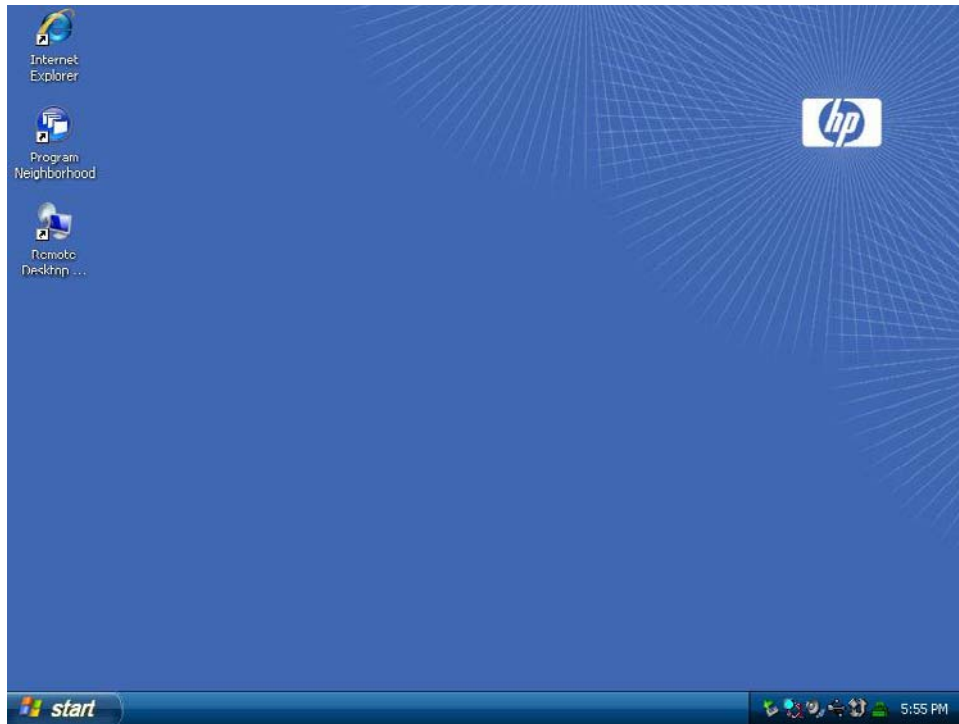 Internet
Explorer
hp
Program
Neighborhood
Remote
Desktop ...
start
5:55 PM